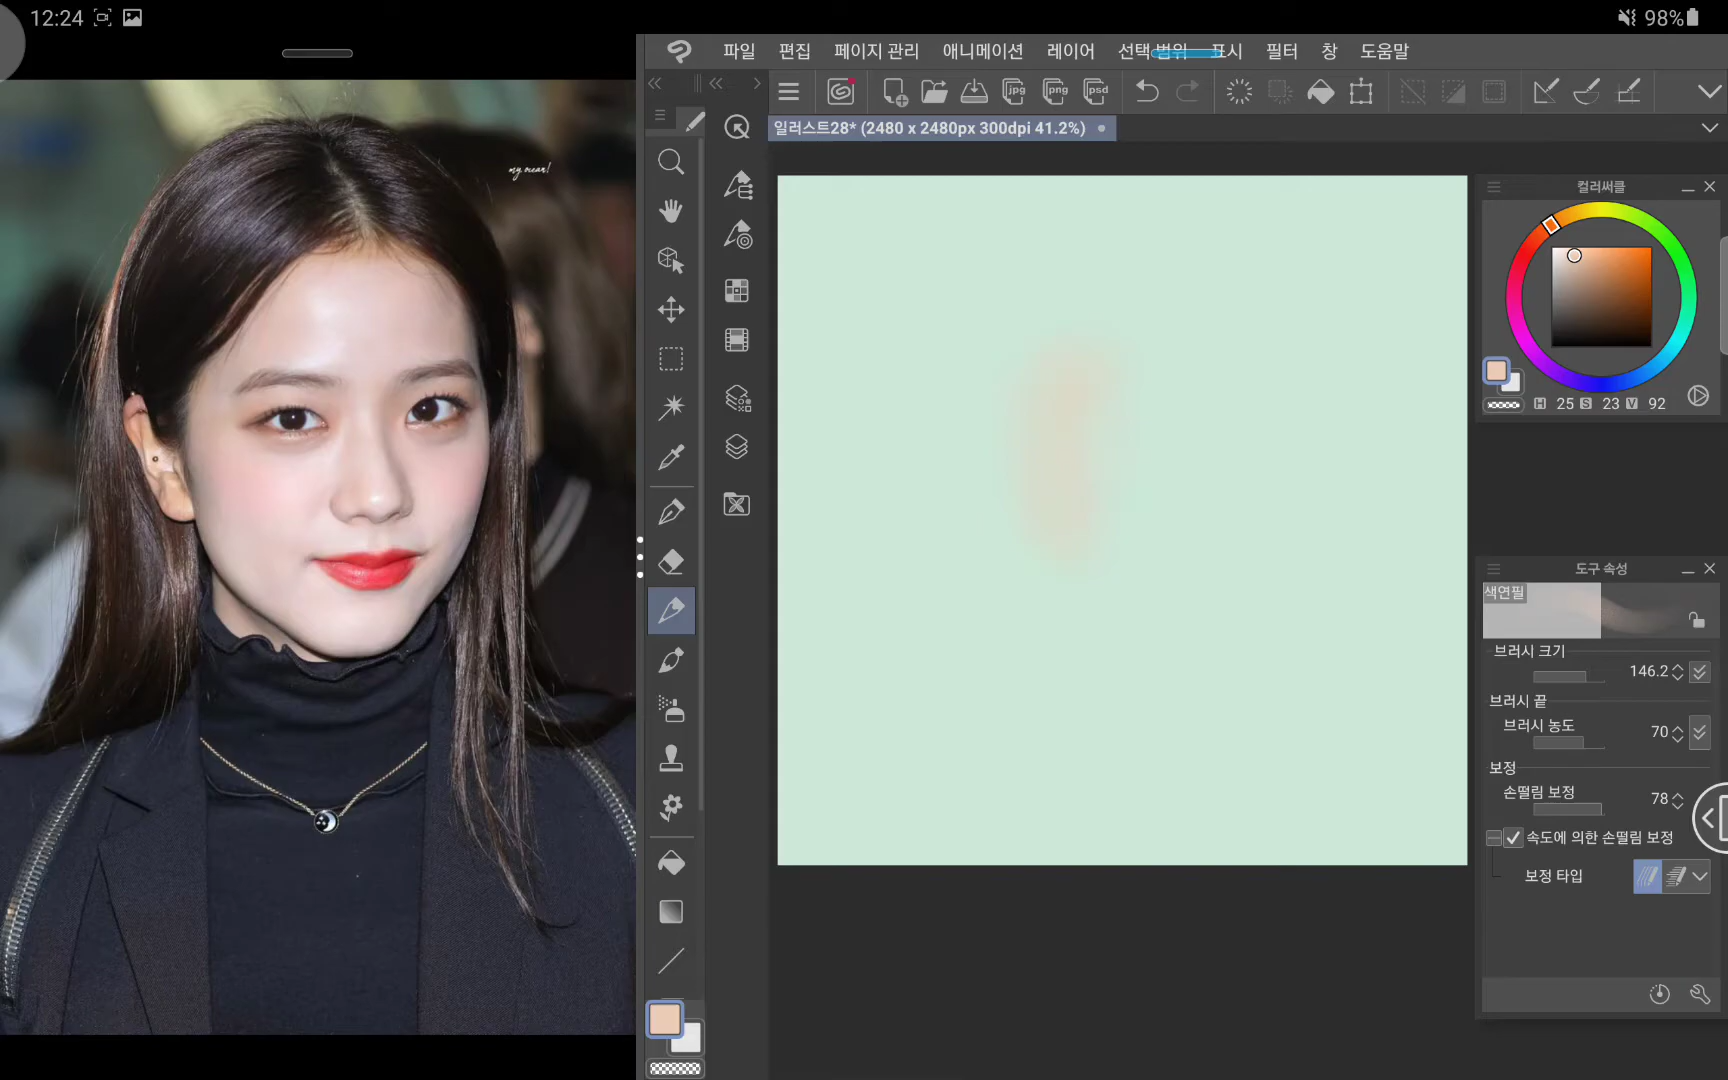 12:24
98%
my ocean!
파일 편집 페이지 관리 애니메이션 레이어 선택 범위 표시 필터 창 도움말
jpg png psd
일러스트28* (2480 x 2480px 300dpi 41.2%)
컬러써클
H 25 S 23 V 92
도구 속성
색연필
브러시 크기
146.2
브러시 끝
브러시 농도 70
보정
손떨림 보정 78
속도에 의한 손떨림 보정
보정 타입